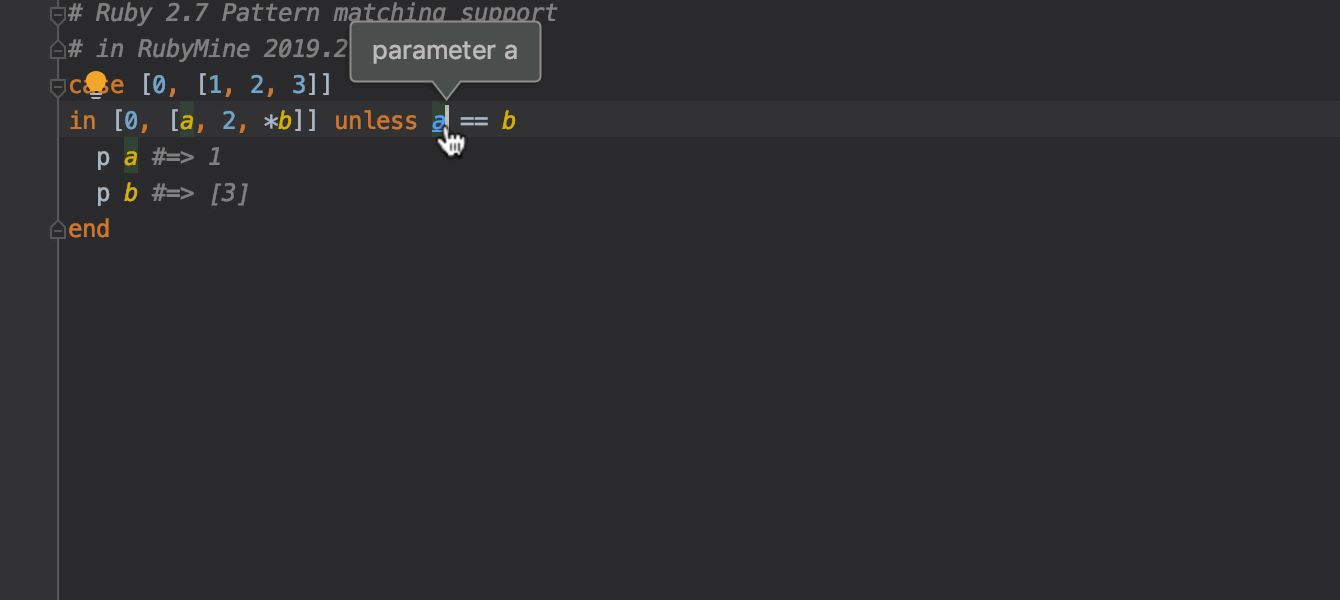 # Ruby 2.7 Pattern matching support
# in RubyMine 2019.2
parameter a
case [0, [1, 2, 3]]
in [0, [a, 2, *b]] unless a == b
  p a #=> 1
  p b #=> [3]
end